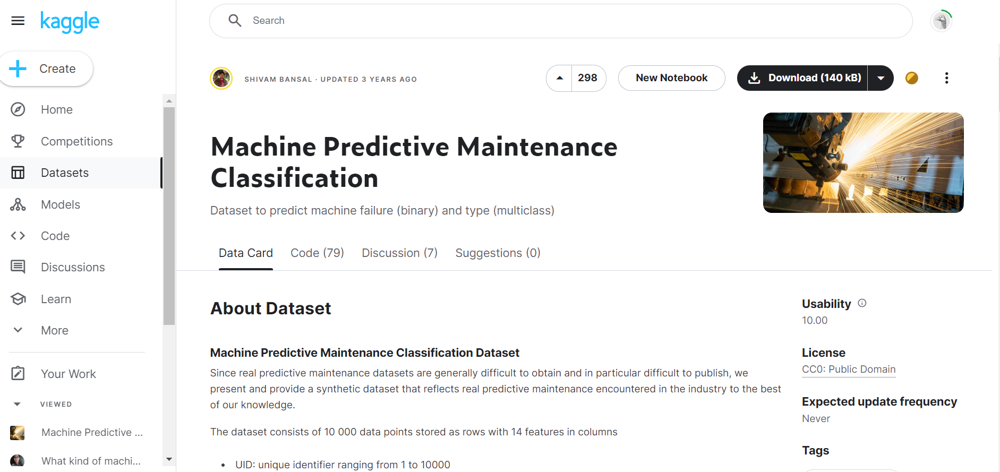 kaggle
Search
Create
Home
Competitions
Datasets
Models
Code
Discussions
Learn
More
Your Work
VIEWED
Machine Predictive ...
What kind of machi...
SHIVAM BANSAL · UPDATED 3 YEARS AGO
298
New Notebook
Download (140 kB)
Machine Predictive Maintenance
Classification
Dataset to predict machine failure (binary) and type (multiclass)
Data Card
Code (79)
Discussion (7)
Suggestions (0)
About Dataset
Machine Predictive Maintenance Classification Dataset
Since real predictive maintenance datasets are generally difficult to obtain and in particular difficult to publish, we
present and provide a synthetic dataset that reflects real predictive maintenance encountered in the industry to the best
of our knowledge.
The dataset consists of 10 000 data points stored as rows with 14 features in columns
• UID: unique identifier ranging from 1 to 10000
Usability
10.00
License
CC0: Public Domain
Expected update frequency
Never
Tags